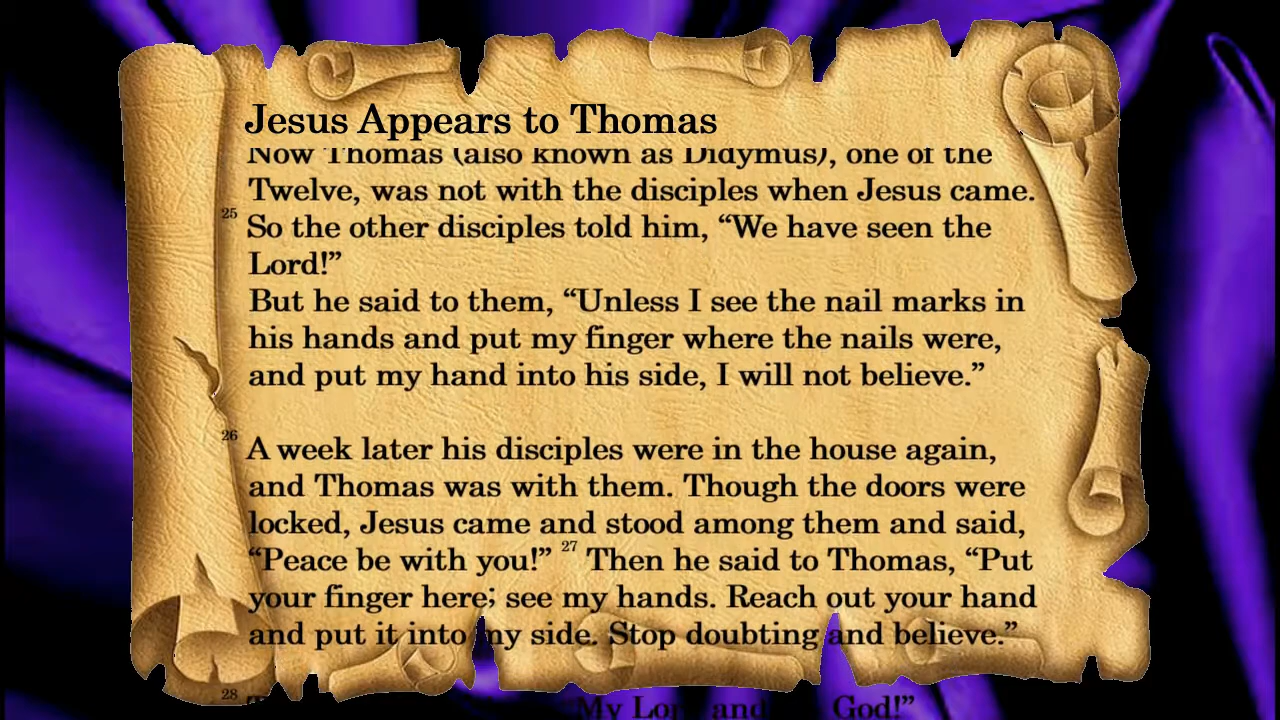 Jesus Appears to Thomas
Now Thomas (also known as Didymus), one of the
Twelve, was not with the disciples when Jesus came.
25 So the other disciples told him, “We have seen the
Lord!”
But he said to them, “Unless I see the nail marks in
his hands and put my finger where the nails were,
and put my hand into his side, I will not believe.”
26 A week later his disciples were in the house again,
and Thomas was with them. Though the doors were
locked, Jesus came and stood among them and said,
“Peace be with you!” 27 Then he said to Thomas, “Put
your finger here; see my hands. Reach out your hand
and put it into my side. Stop doubting and believe.”
28 My Lord and God!”